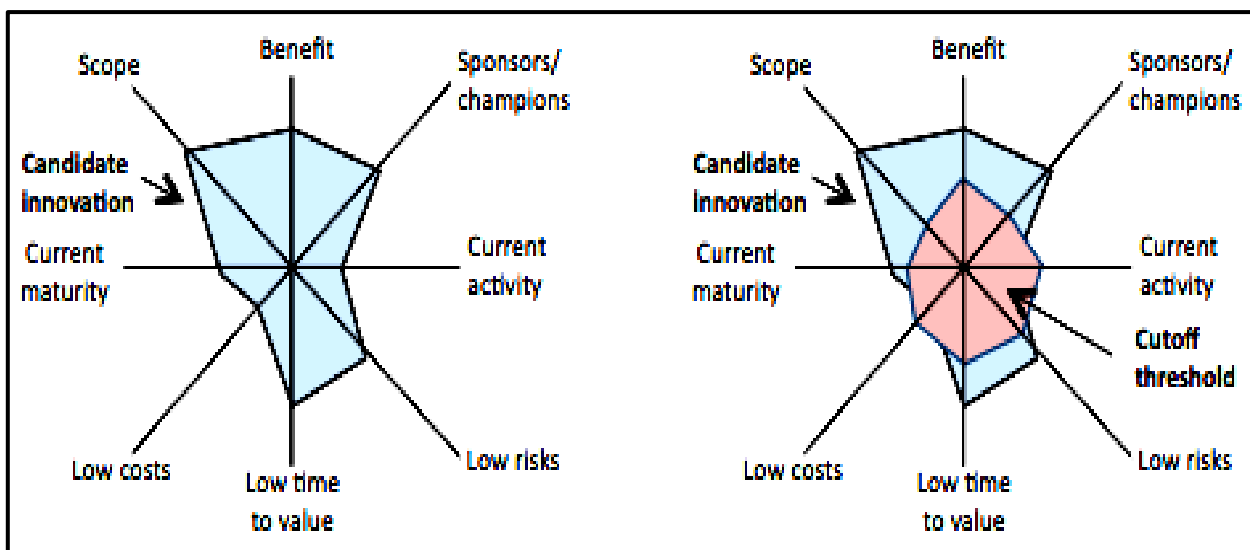 Benefit
Scope
Sponsors/
champions
Candidate
innovation
Current
maturity
Current
activity
Low costs
Low risks
Low time
to value
Benefit
Scope
Sponsors/
champions
Candidate
innovation
Current
maturity
Current
activity
Cutoff
threshold
Low costs
Low risks
Low time
to value